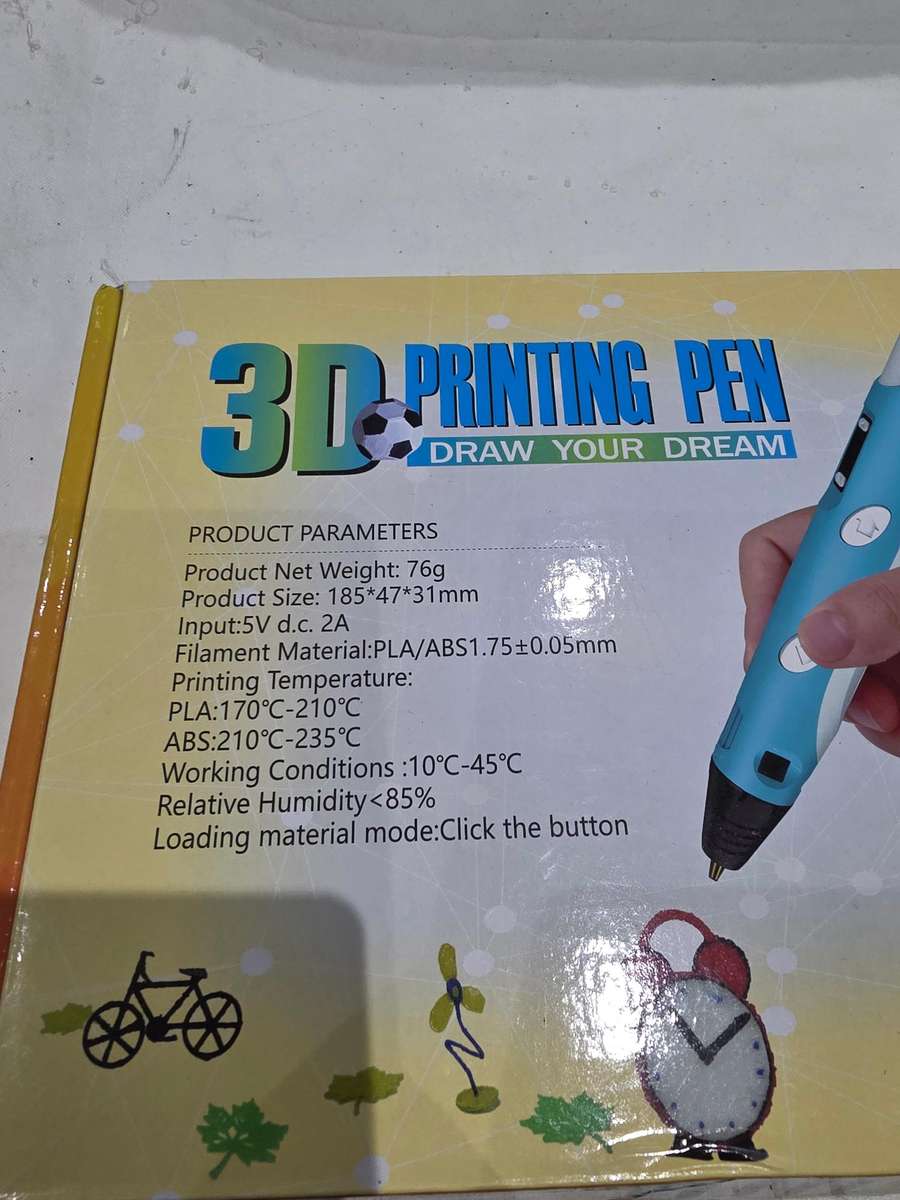 3D PRINTING PEN
DRAW YOUR DREAM
PRODUCT PARAMETERS
Product Net Weight: 76g
Product Size: 185*47*31mm
Input:5V d.c. 2A
Filament Material:PLA/ABS1.75±0.05mm
Printing Temperature:
PLA:170℃-210℃
ABS:210℃-235℃
Working Conditions :10℃-45℃
Relative Humidity<85%
Loading material mode:Click the button